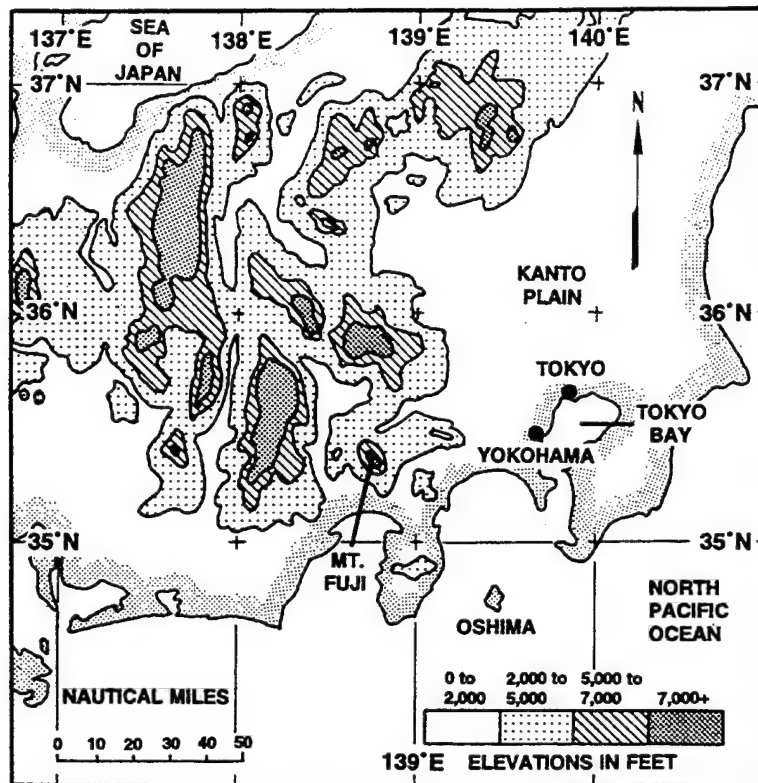 137°E
SEA
OF
JAPAN
138°E
139°E
140°E
37°N
37°N
N
KANTO
PLAIN
36°N
36°N
TOKYO
TOKYO
BAY
YOKOHAMA
35°N
35°N
MT.
FUJI
OSHIMA
NORTH
PACIFIC
OCEAN
NAUTICAL MILES
0 10 20 30 40 50
0 to 2,000 to 5,000 to
2,000 5,000 7,000 7,000+
139°E ELEVATIONS IN FEET